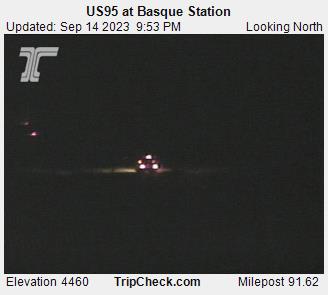 US95 at Basque Station
Updated: Sep 14 2023 9:53 PM Looking North
Elevation 4460 TripCheck.com Milepost 91.62